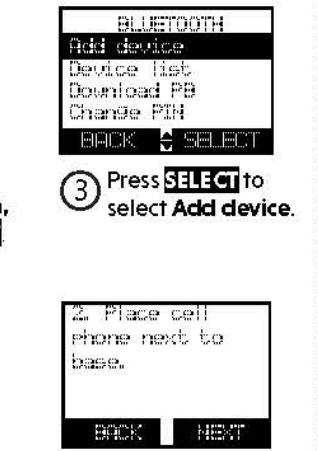 BLUETOOTH
Add device
Device list
Download PB
Change PIN
BACK SELECT
3 Press SELECT to
select Add device.
2. Place cell
phone next to
base.
BACK NEXT